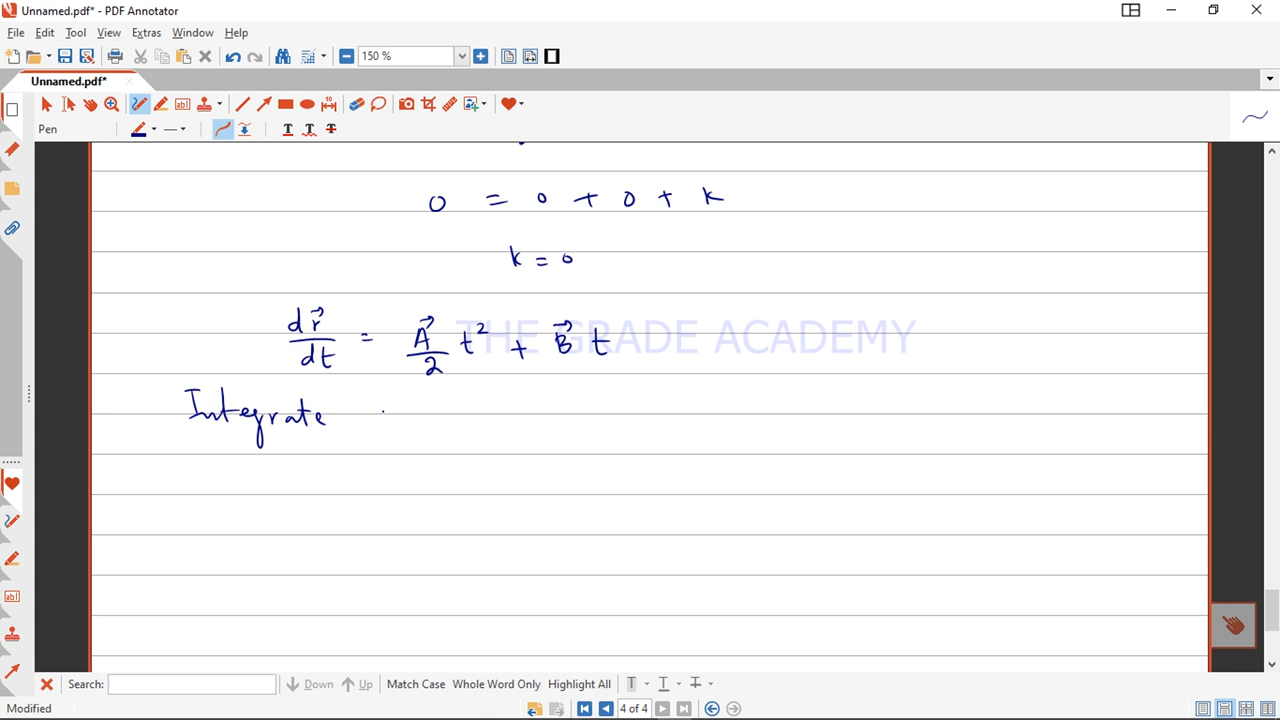 Unnamed.pdf* - PDF Annotator
File Edit Tool View Extras Window Help
150 %
Unnamed.pdf*
Pen
0 = 0 + 0 + k
k = 0
dr⃗/dt = A⃗/2 t² + B⃗ t
THE GRADE ACADEMY
Integrate
Search: Down Up Match Case Whole Word Only Highlight All
Modified 4 of 4